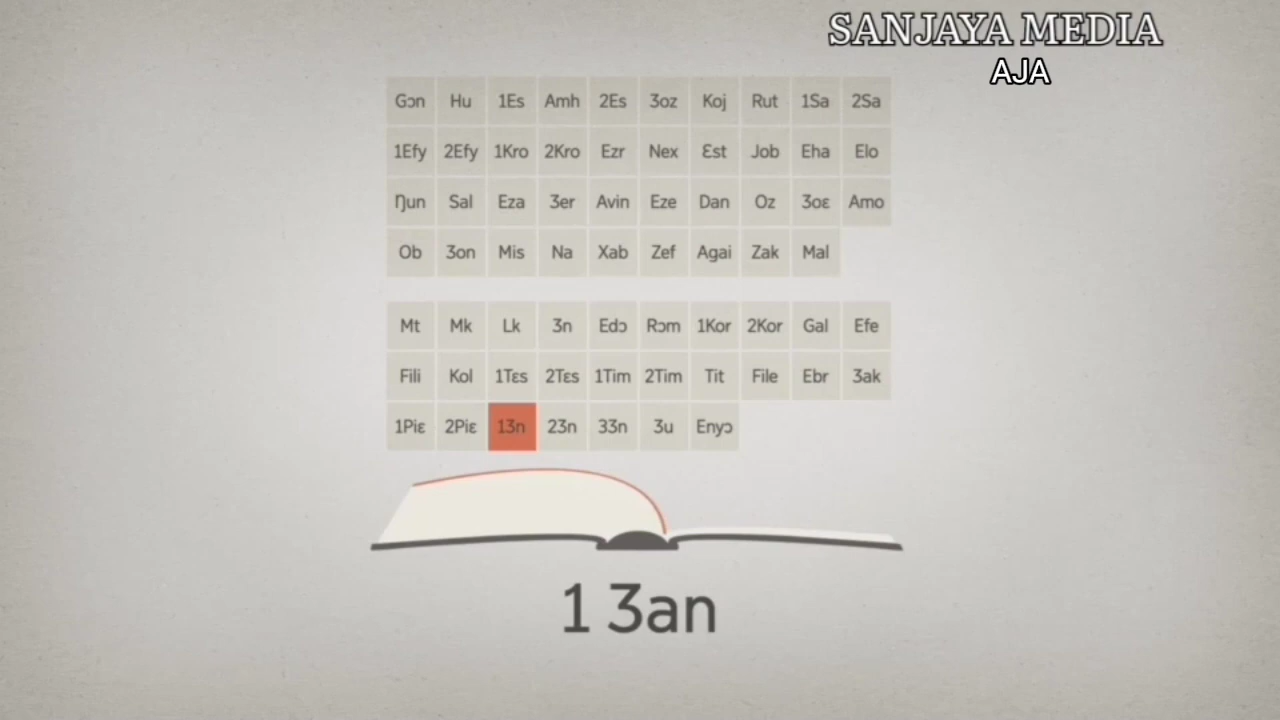 SANJAYA MEDIA
AJA
Gɔn Hu 1Es Amh 2Es 3oz Koj Rut 1Sa 2Sa
1Efy 2Efy 1Kro 2Kro Ezr Nex Ɛst Job Eha Elo
Ŋun Sal Eza 3er Avin Eze Dan Oz 3oɛ Amo
Ob 3on Mis Na Xab Zef Agai Zak Mal
Mt Mk Lk 3n Edɔ Rɔm 1Kor 2Kor Gal Efe
Fili Kol 1Tɛs 2Tɛs 1Tim 2Tim Tit File Ebr 3ak
1Piɛ 2Piɛ 13n 23n 33n 3u Enyɔ
1 3an